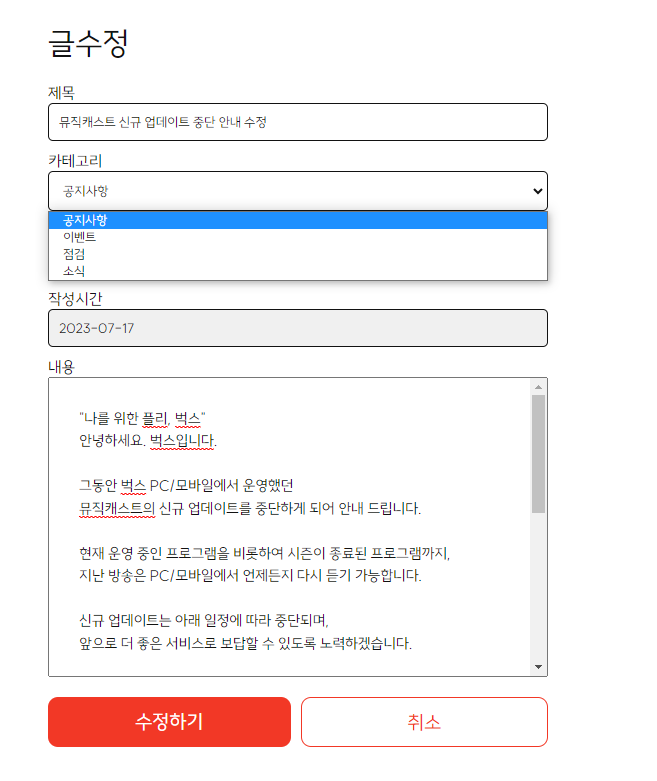 글수정
제목
뮤직캐스트 신규 업데이트 중단 안내 수정
카테고리
공지사항
공지사항
이벤트
점검
소식
작성시간
2023-07-17
내용
"나를 위한 플리, 벅스"
안녕하세요. 벅스입니다.
그동안 벅스 PC/모바일에서 운영했던
뮤직캐스트의 신규 업데이트를 중단하게 되어 안내 드립니다.
현재 운영 중인 프로그램을 비롯하여 시즌이 종료된 프로그램까지,
지난 방송은 PC/모바일에서 언제든지 다시 듣기 가능합니다.
신규 업데이트는 아래 일정에 따라 중단되며,
앞으로 더 좋은 서비스로 보답할 수 있도록 노력하겠습니다.
수정하기
취소